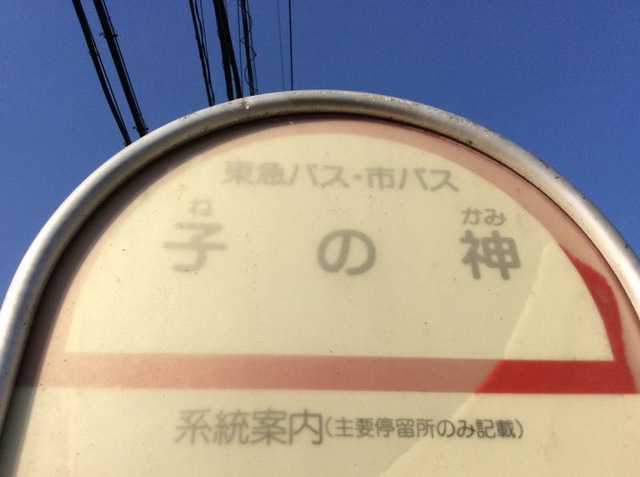 東急バス・市バス
ね かみ
子の神
系統案内(主要停留所のみ記載)